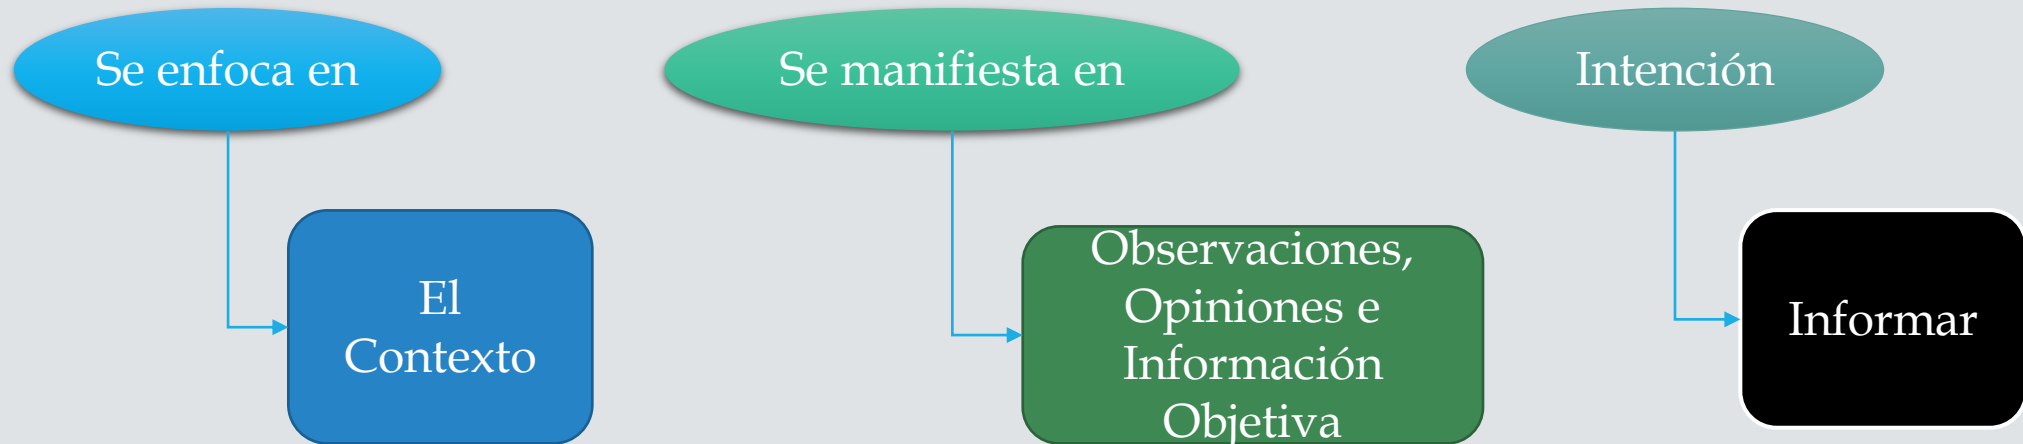 Se enfoca en
Se manifiesta en
Intención
El
Contexto
Observaciones,
Opiniones e
Información
Objetiva
Informar